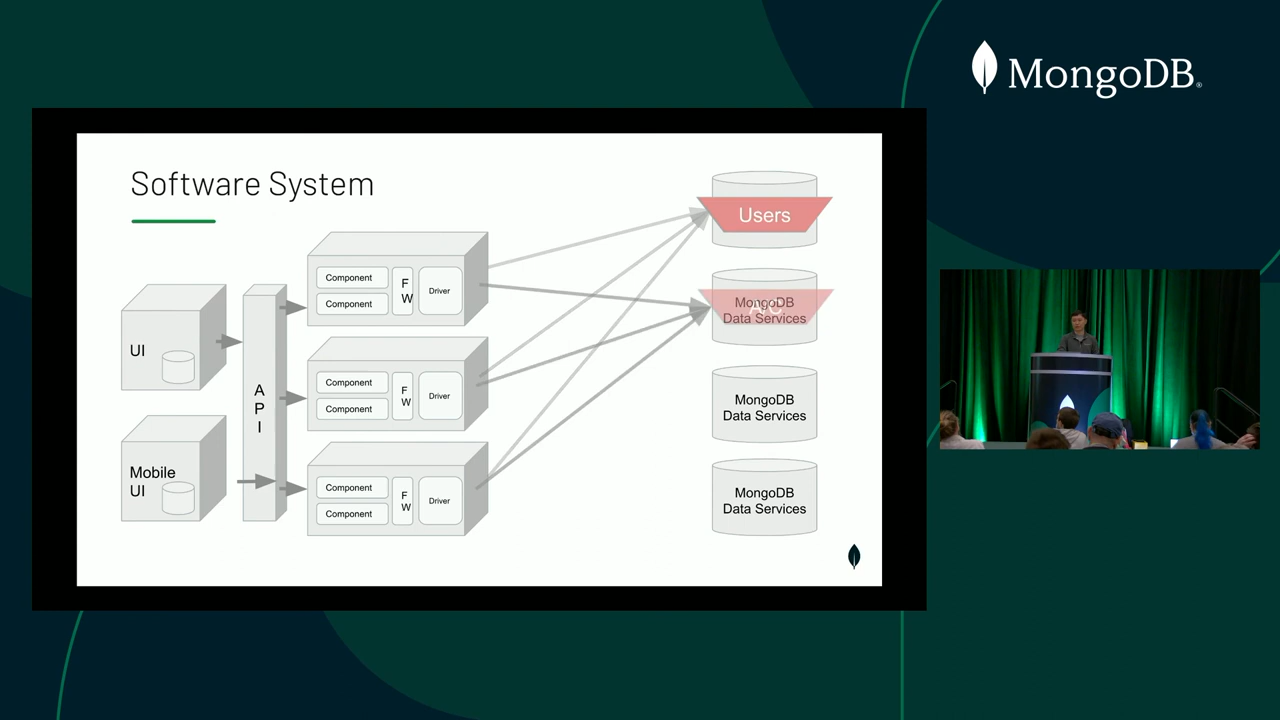 MongoDB®
Software System
UI
Mobile
UI
A
P
I
Component
Component
F
W
Driver
Component
Component
F
W
Driver
Component
Component
F
W
Driver
Users
MongoDB
Data Services
A/C
MongoDB
Data Services
MongoDB
Data Services